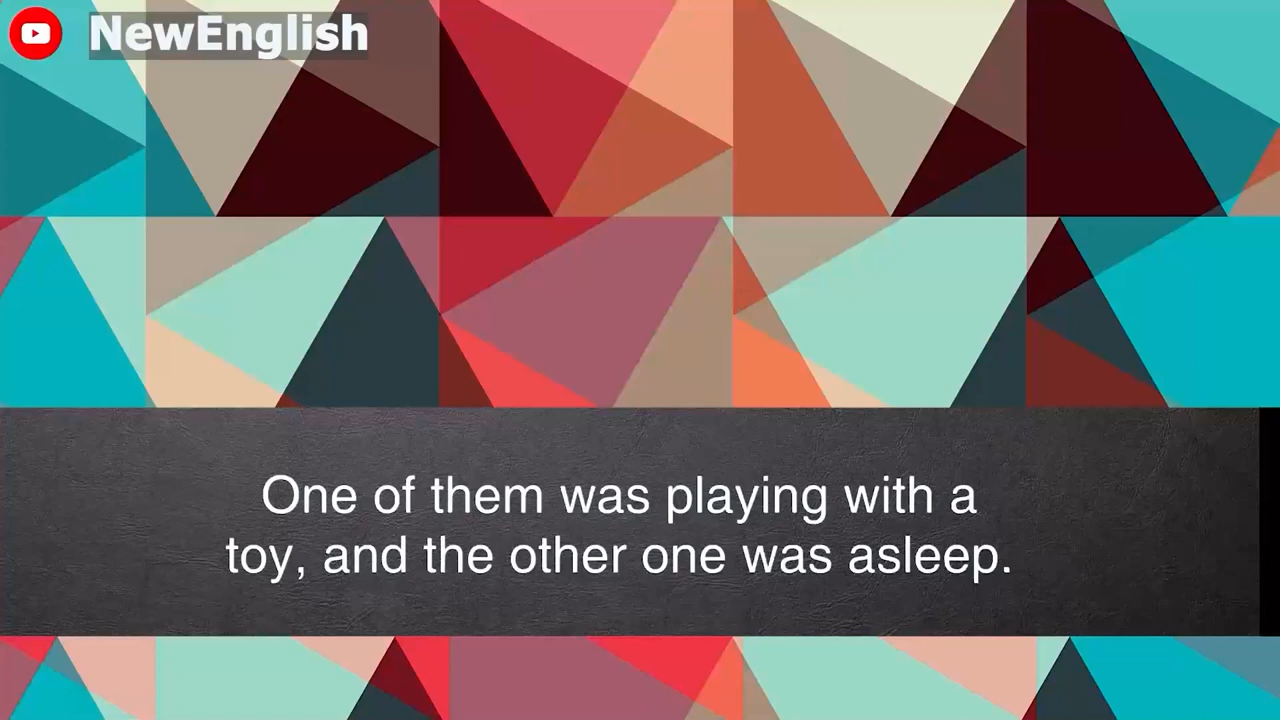 NewEnglish
One of them was playing with a
toy, and the other one was asleep.